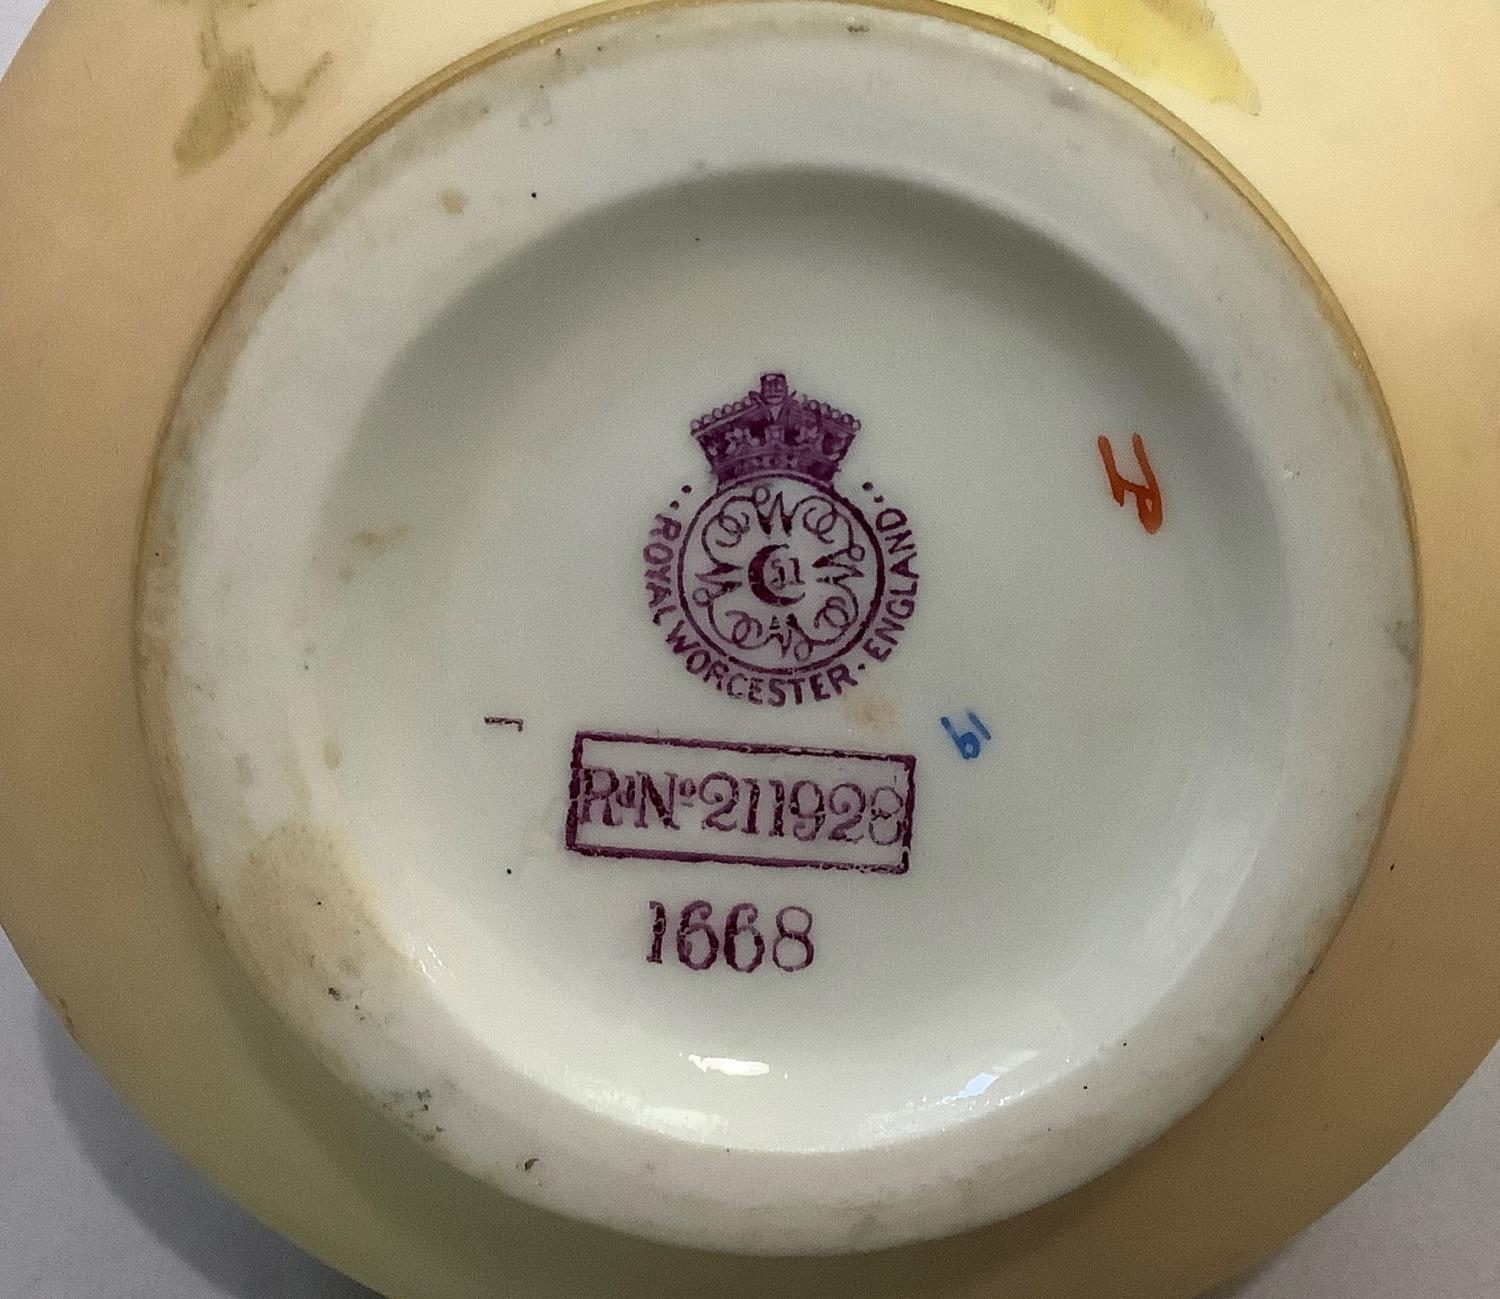 ROYAL WORCESTER · ENGLAND
51
RdNo 211928
1668